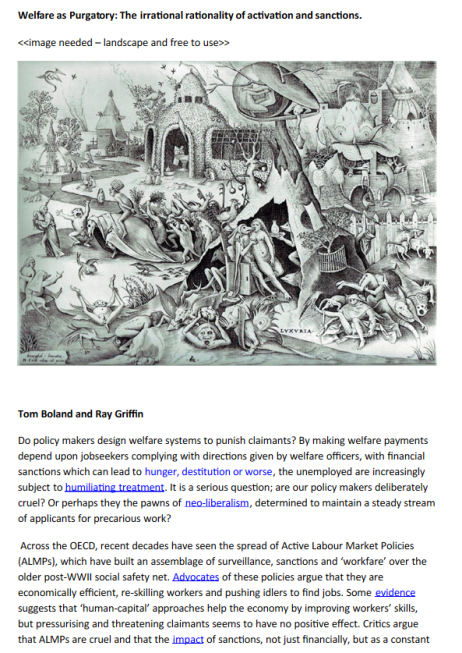 Welfare as Purgatory: The irrational rationality of activation and sanctions.
<<image needed – landscape and free to use>>
LVXVRIA
Tom Boland and Ray Griffin
Do policy makers design welfare systems to punish claimants? By making welfare payments
depend upon jobseekers complying with directions given by welfare officers, with financial
sanctions which can lead to hunger, destitution or worse, the unemployed are increasingly
subject to humiliating treatment. It is a serious question; are our policy makers deliberately
cruel? Or perhaps they the pawns of neo-liberalism, determined to maintain a steady stream
of applicants for precarious work?
Across the OECD, recent decades have seen the spread of Active Labour Market Policies
(ALMPs), which have built an assemblage of surveillance, sanctions and ‘workfare’ over the
older post-WWII social safety net. Advocates of these policies argue that they are
economically efficient, re-skilling workers and pushing idlers to find jobs. Some evidence
suggests that ‘human-capital’ approaches help the economy by improving workers’ skills,
but pressurising and threatening claimants seems to have no positive effect. Critics argue
that ALMPs are cruel and that the impact of sanctions, not just financially, but as a constant